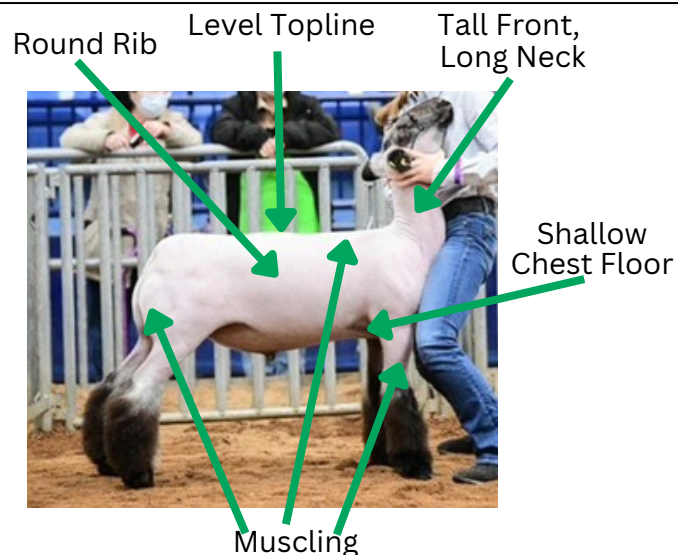 Level Topline
Tall Front,
Long Neck
Round Rib
Shallow
Chest Floor
Muscling